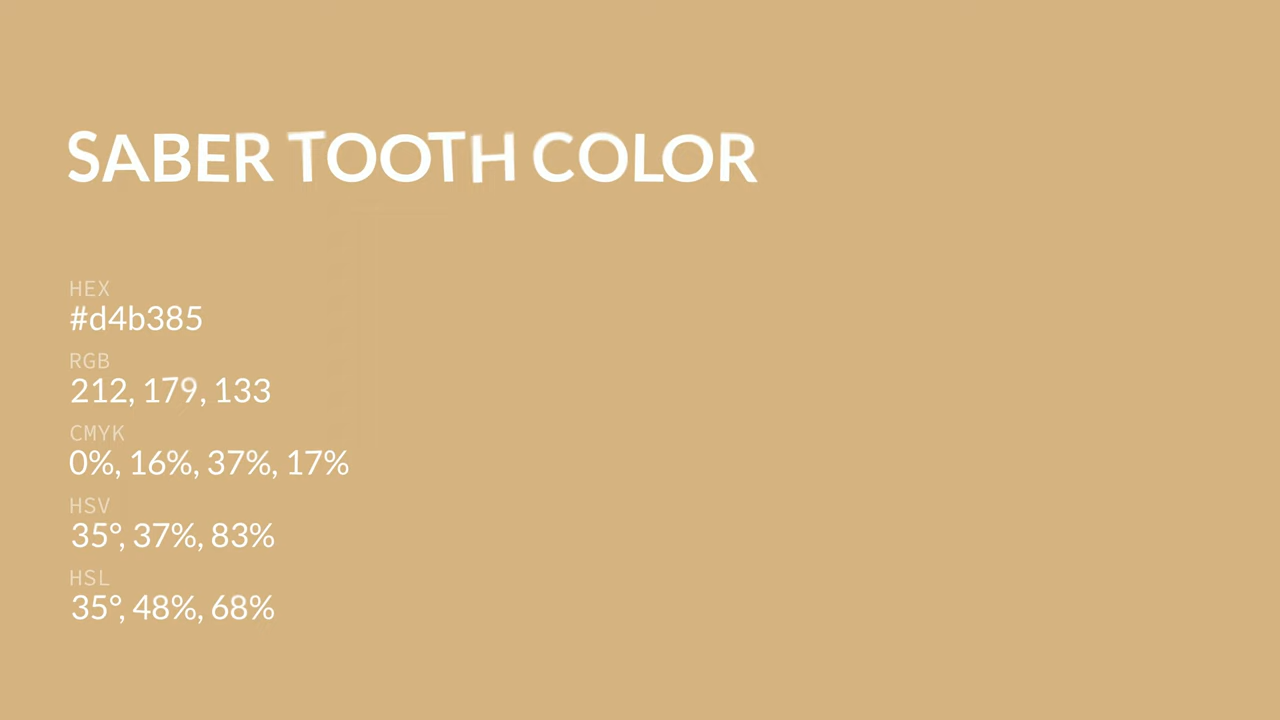 SABER TOOTH COLOR
HEX
#d4b385
RGB
212, 179, 133
CMYK
0%, 16%, 37%, 17%
HSV
35°, 37%, 83%
HSL
35°, 48%, 68%